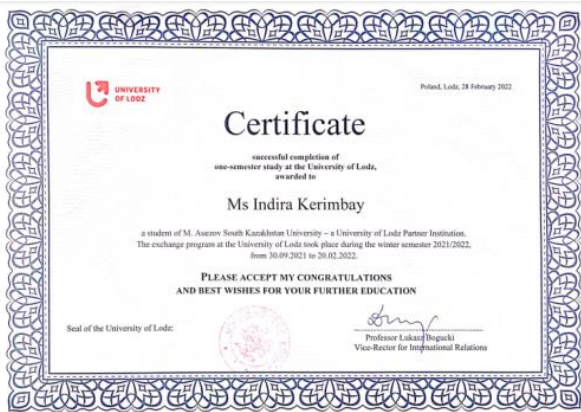 UNIVERSITY
OF LODZ
Poland, Lodz, 28 February 2022
Certificate
successful completion of
one-semester study at the University of Lodz,
awarded to
Ms Indira Kerimbay
a student of M. Auezov South Kazakhstan University – a University of Lodz Partner Institution.
The exchange program at the University of Lodz took place during the winter semester 2021/2022,
from 30.09.2021 to 20.02.2022.
PLEASE ACCEPT MY CONGRATULATIONS
AND BEST WISHES FOR YOUR FURTHER EDUCATION
Seal of the University of Lodz:
Professor Łukasz Bogucki
Vice-Rector for International Relations